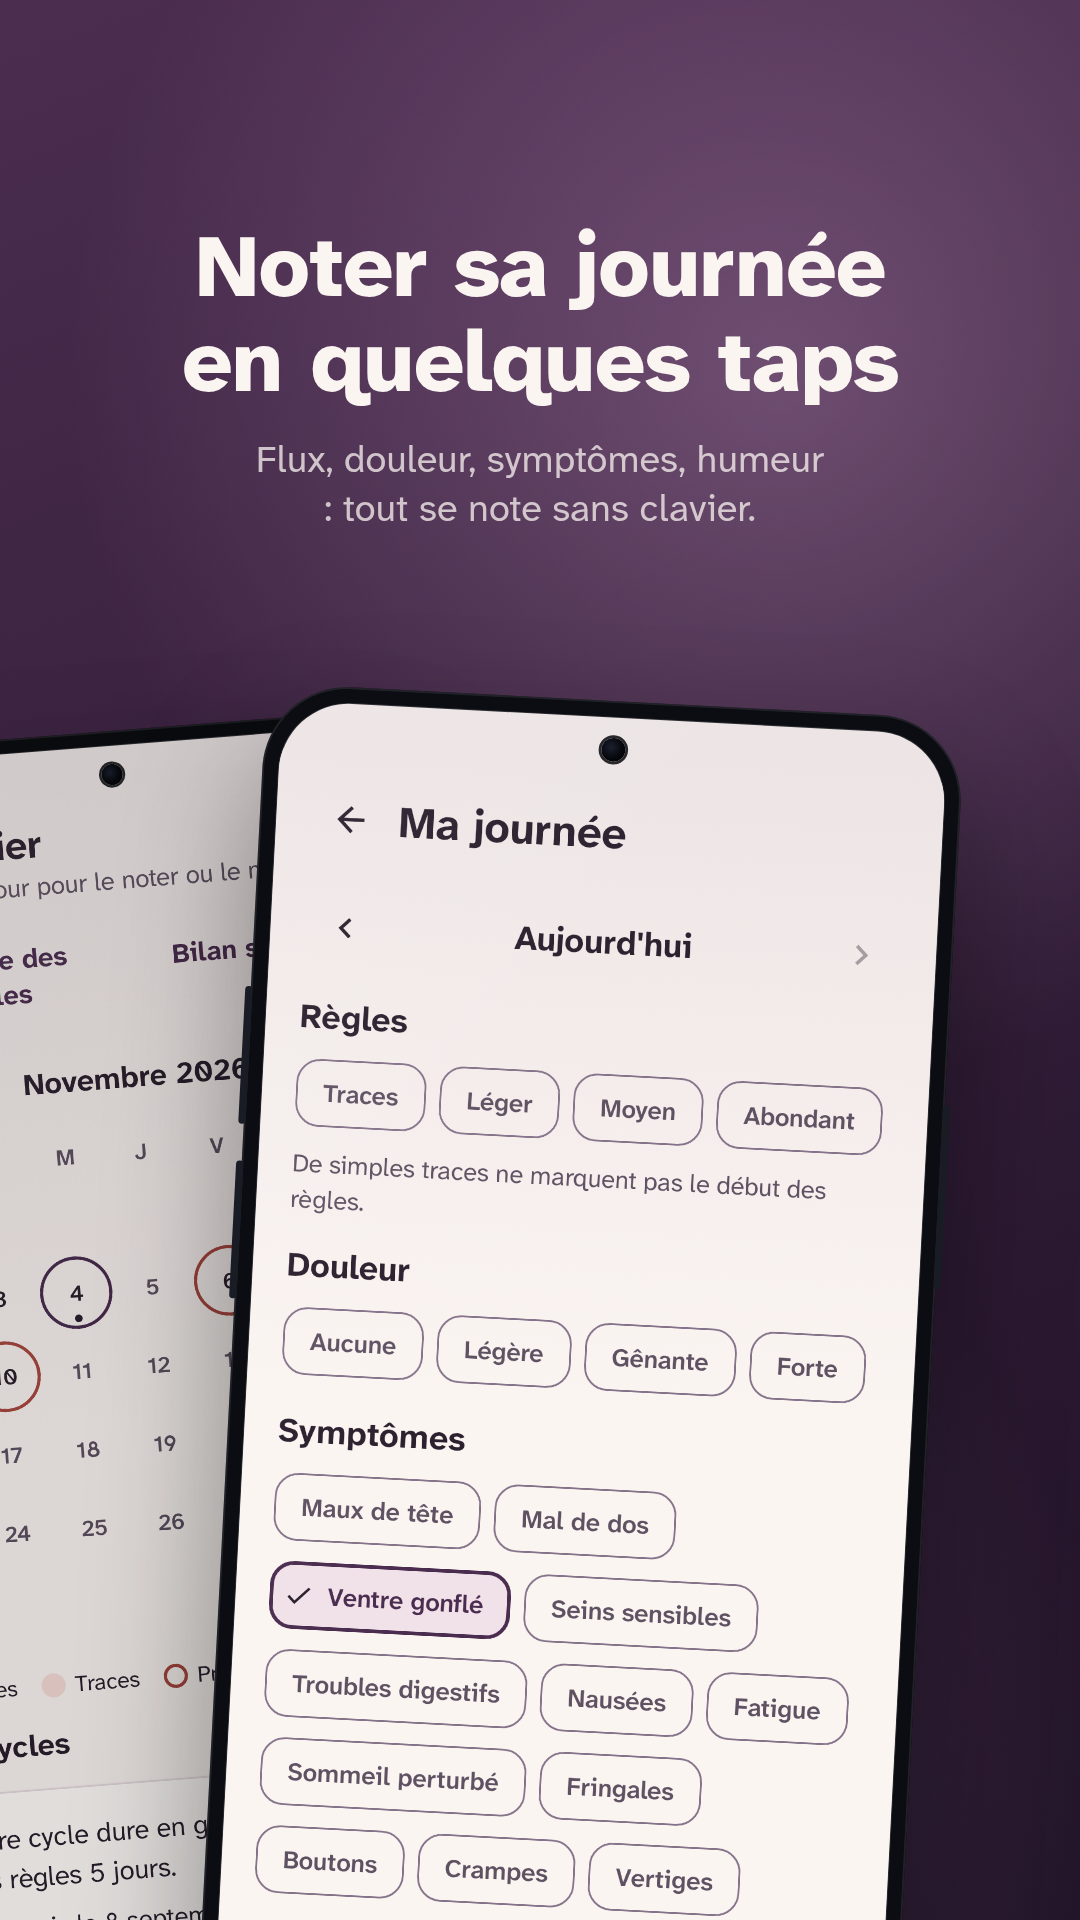 Noter sa journée
en quelques taps
Flux, douleur, symptômes, humeur
: tout se note sans clavier.
our pour le noter ou le
des
Bilan
Novembre 2026
M J V
4 5
11 12
17 18 19
24 25 26
Traces
cycle dure en
règles 5 jours.
8
Ma journée
Aujourd'hui
Règles
Traces Léger Moyen Abondant
De simples traces ne marquent pas le début des
règles.
Douleur
Aucune Légère Gênante Forte
Symptômes
Maux de tête Mal de dos
Ventre gonflé Seins sensibles
Troubles digestifs Nausées Fatigue
Sommeil perturbé Fringales
Boutons Crampes Vertiges